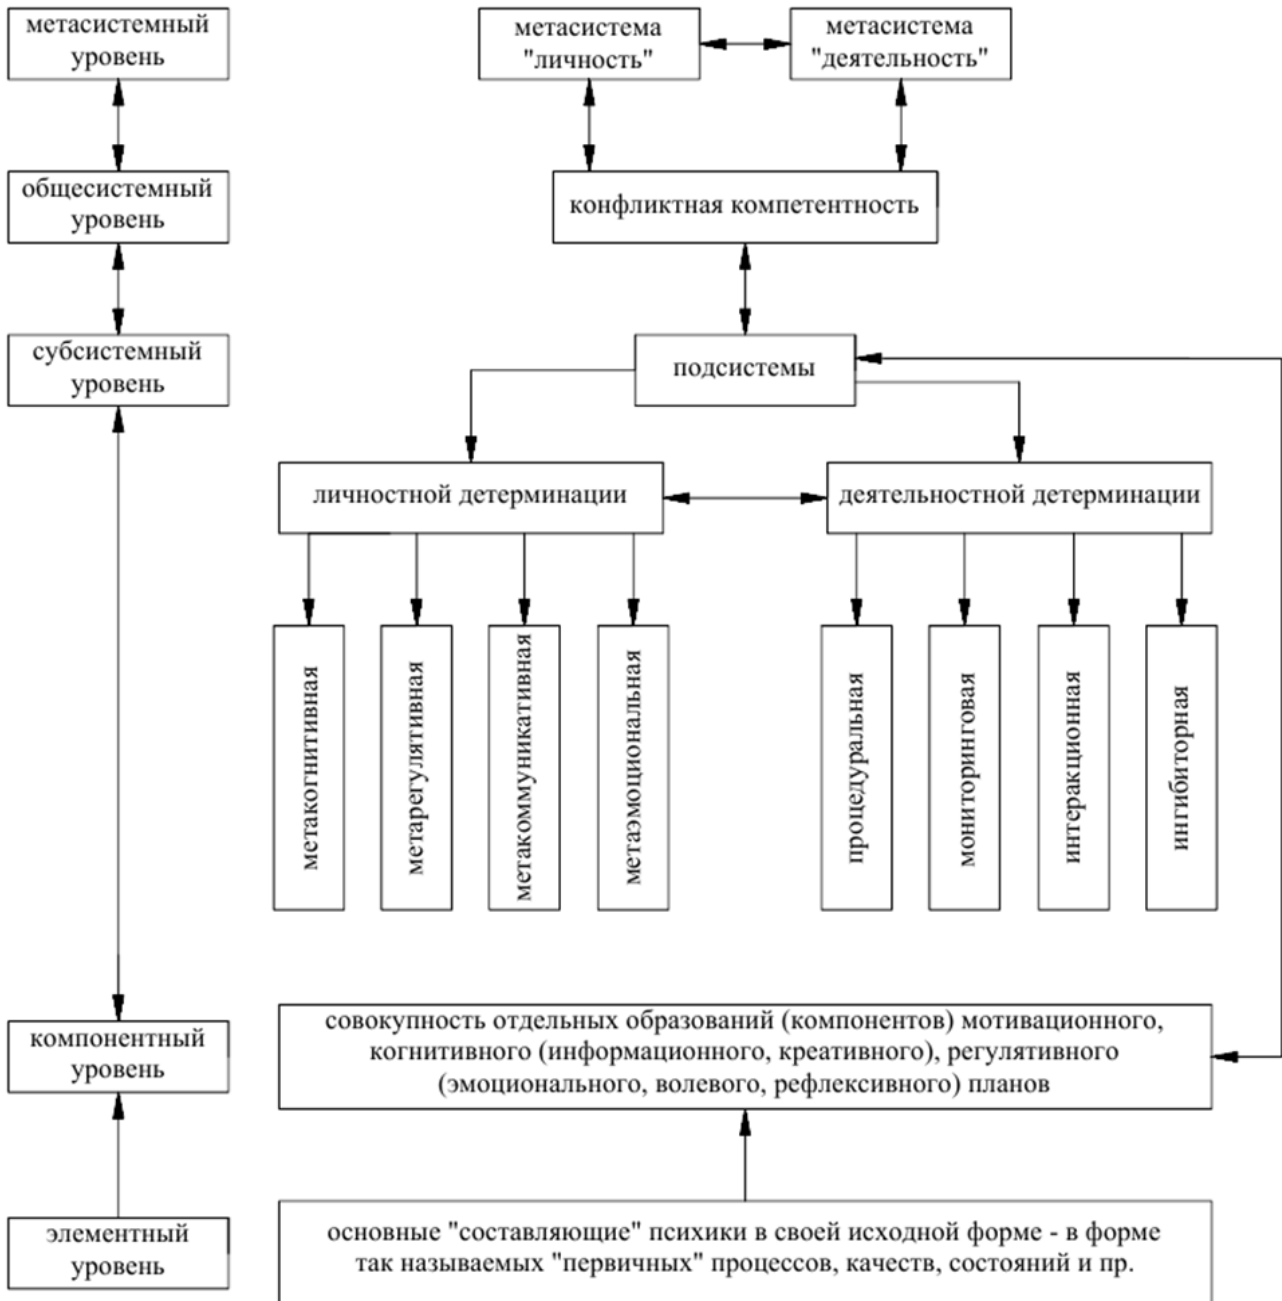 метасистемный
уровень
метасистема
"личность"
метасистема
"деятельность"
общесистемный
уровень
конфликтная компетентность
субсистемный
уровень
подсистемы
личностной детерминации
деятельностной детерминации
метакогнитивная
метарегулятивная
метакоммуникативная
метаэмоциональная
процедуральная
мониторинговая
интеракционная
ингибиторная
компонентный
уровень
совокупность отдельных образований (компонентов) мотивационного,
когнитивного (информационного, креативного), регулятивного
(эмоционального, волевого, рефлексивного) планов
элементный
уровень
основные "составляющие" психики в своей исходной форме - в форме
так называемых "первичных" процессов, качеств, состояний и пр.